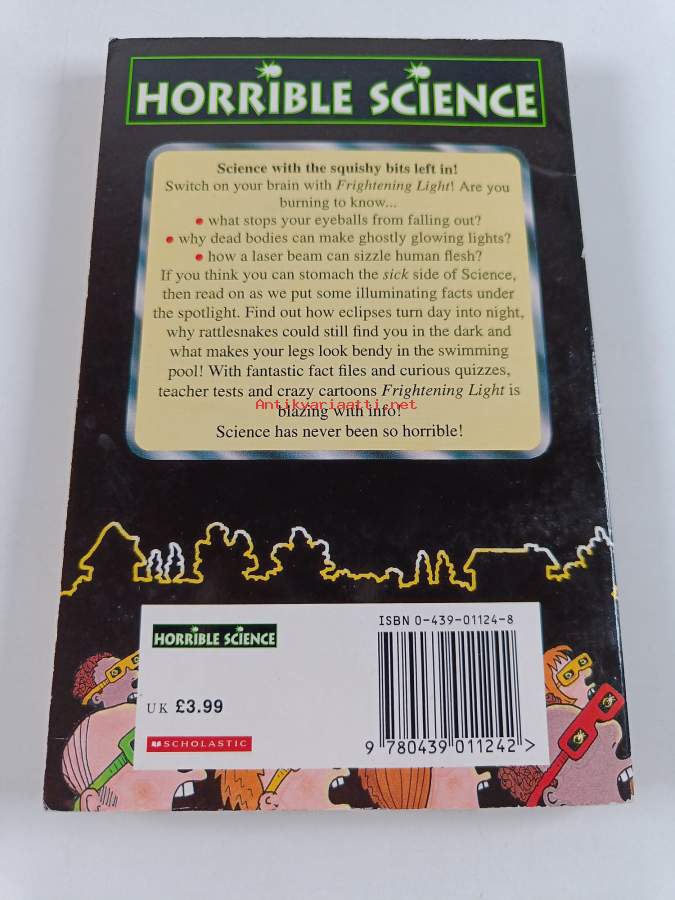 HORRIBLE SCIENCE
Science with the squishy bits left in!
Switch on your brain with Frightening Light! Are you
burning to know...
• what stops your eyeballs from falling out?
• why dead bodies can make ghostly glowing lights?
• how a laser beam can sizzle human flesh?
If you think you can stomach the sick side of Science,
then read on as we put some illuminating facts under
the spotlight. Find out how eclipses turn day into night,
why rattlesnakes could still find you in the dark and
what makes your legs look bendy in the swimming
pool! With fantastic fact files and curious quizzes,
teacher tests and crazy cartoons Frightening Light is
Antikvariaatti.net
blazing with info!
Science has never been so horrible!
ISBN 0-439-01124-8
HORRIBLE SCIENCE
UK £3.99
SCHOLASTIC
9 780439 011242 >